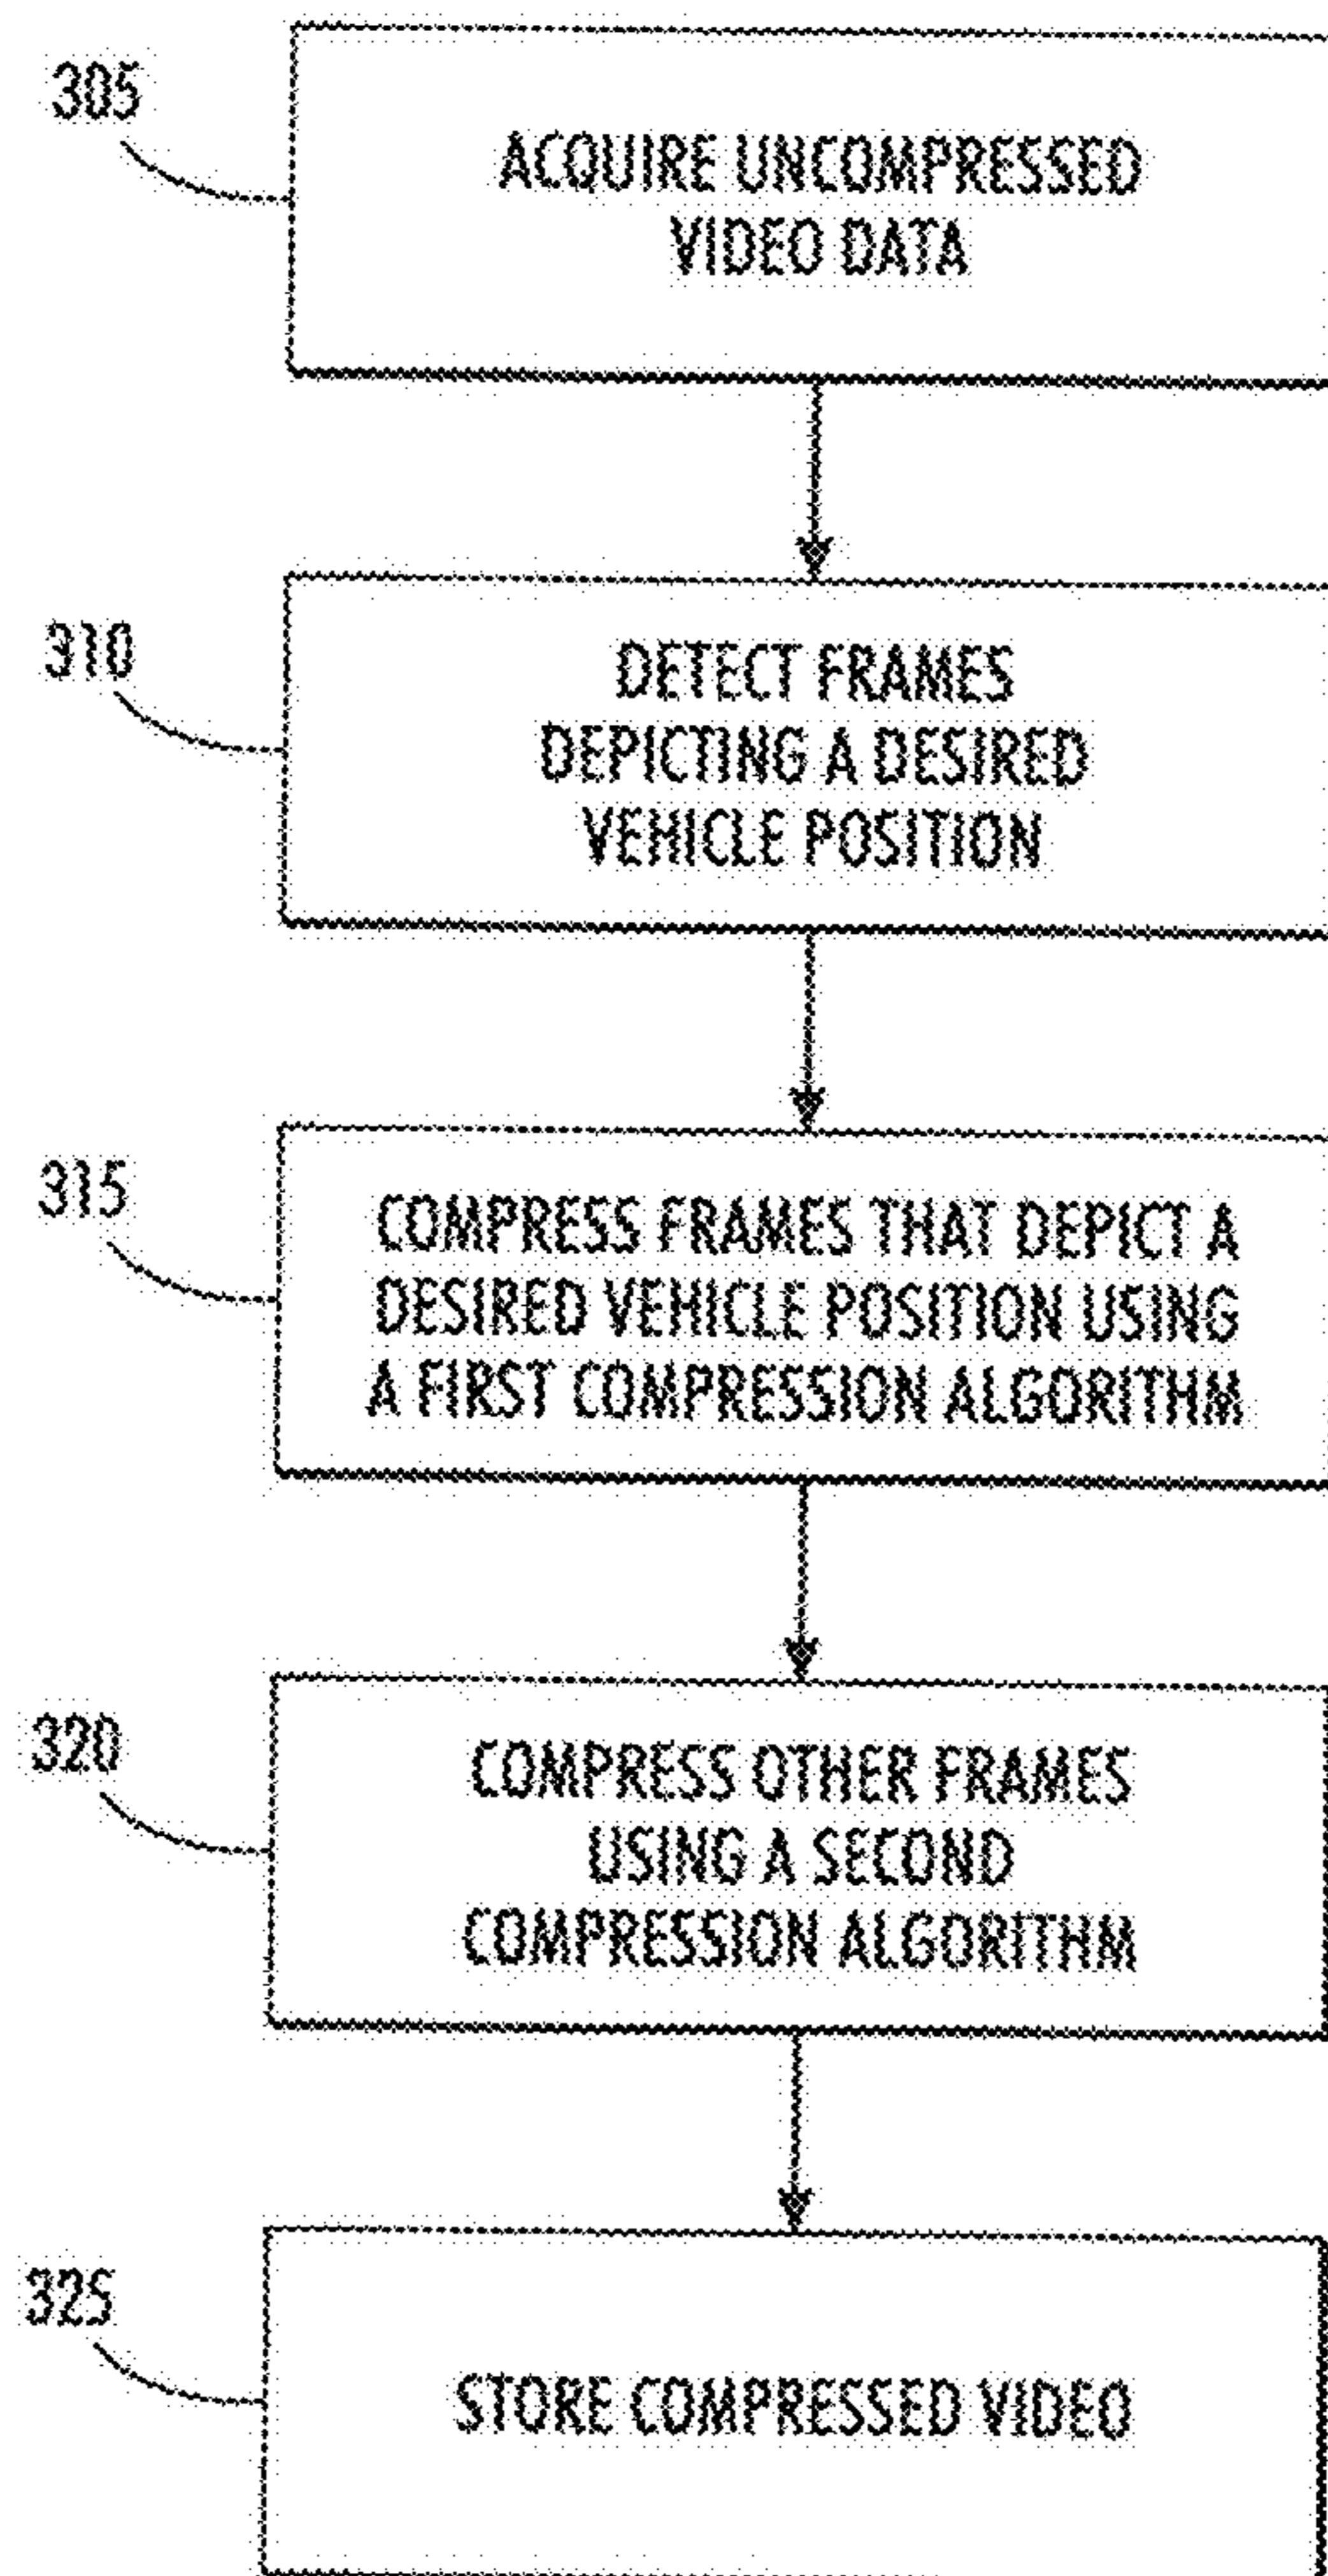 305
ACQUIRE UNCOMPRESSED
VIDEO DATA
310
DETECT FRAMES
DEPICTING A DESIRED
VEHICLE POSITION
315
COMPRESS FRAMES THAT DEPICT A
DESIRED VEHICLE POSITION USING
A FIRST COMPRESSION ALGORITHM
320
COMPRESS OTHER FRAMES
USING A SECOND
COMPRESSION ALGORITHM
325
STORE COMPRESSED VIDEO